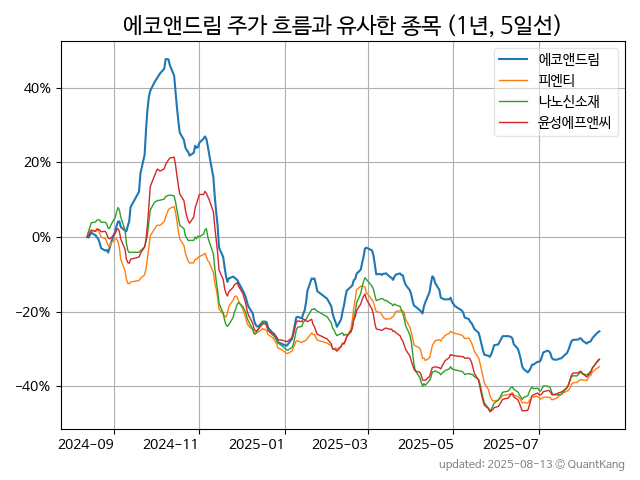 에코앤드림 주가 흐름과 유사한 종목 (1년, 5일선)
에코앤드림
피엔티
나노신소재
윤성에프앤씨
40%
20%
0%
−20%
−40%
2024-09 2024-11 2025-01 2025-03 2025-05 2025-07
updated: 2025-08-13 © QuantKang